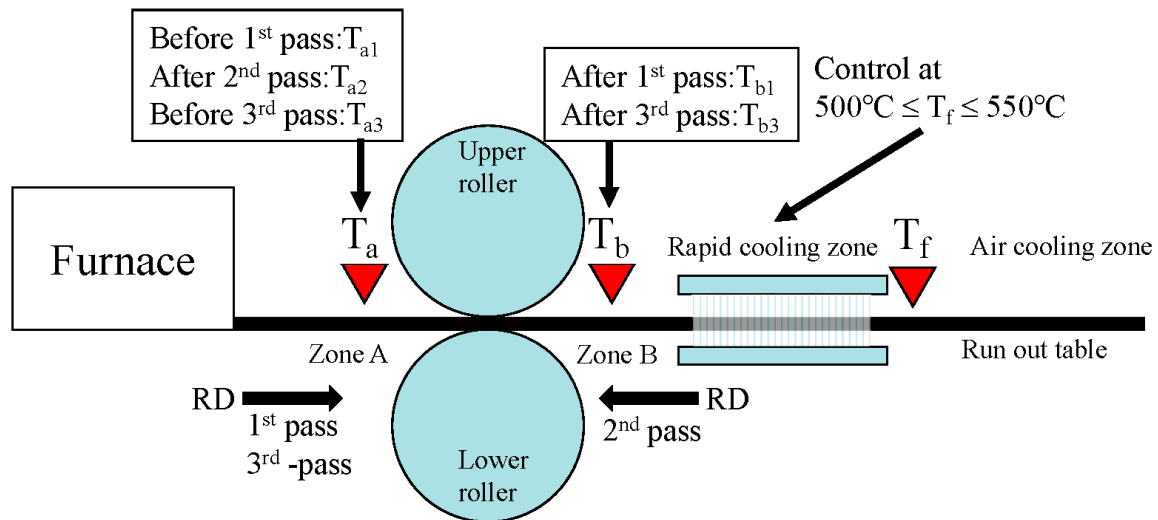 Before 1st pass:Ta1
After 2nd pass:Ta2
Before 3rd pass:Ta3
After 1st pass:Tb1
After 3rd pass:Tb3
Control at
500℃ ≤ Tf ≤ 550℃
Upper
roller
Furnace
Ta
Tb
Rapid cooling zone
Tf
Air cooling zone
Zone A
Zone B
Run out table
RD
1st pass
3rd -pass
RD
2nd pass
Lower
roller